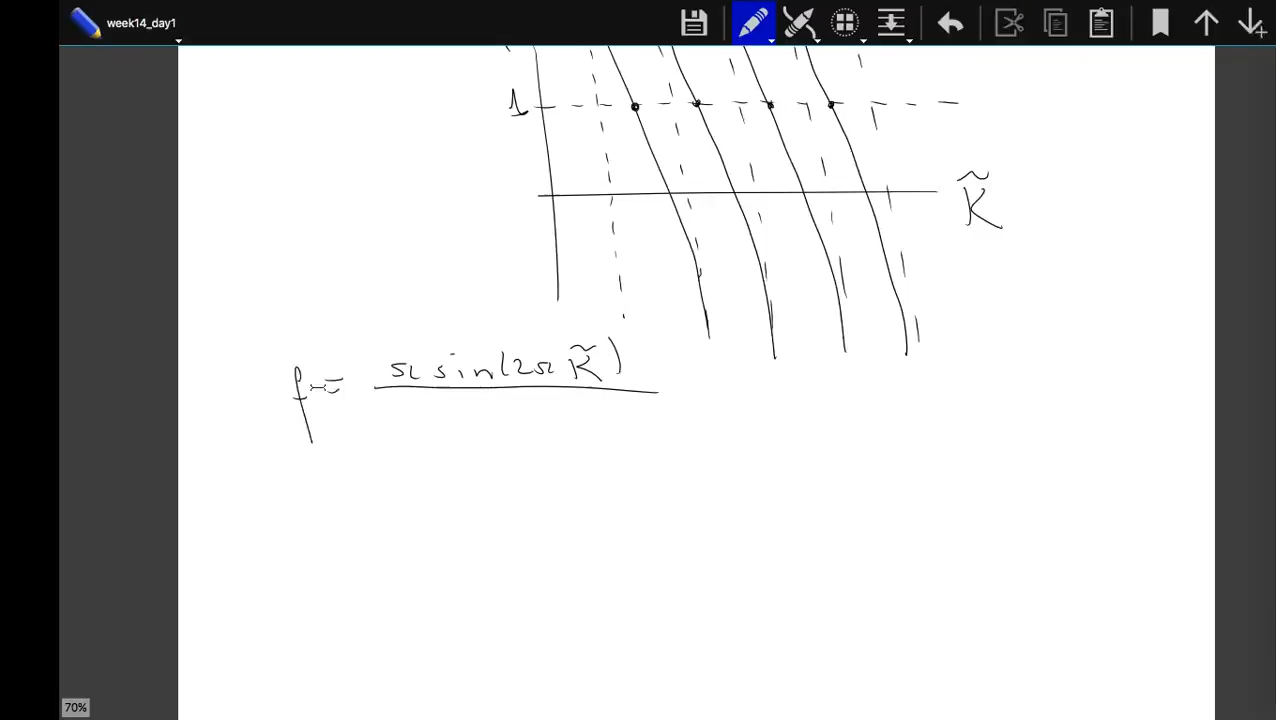 week14_day1
1
K̃
f = π sin(2π K̃)
70%